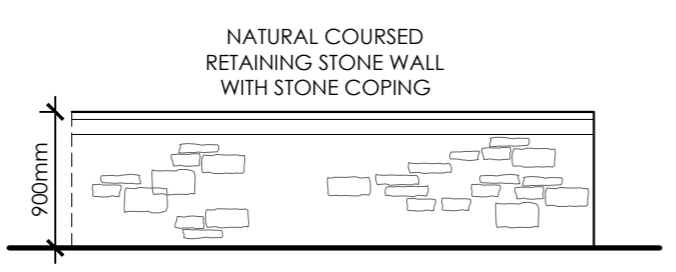 NATURAL COURSED
RETAINING STONE WALL
WITH STONE COPING
900mm